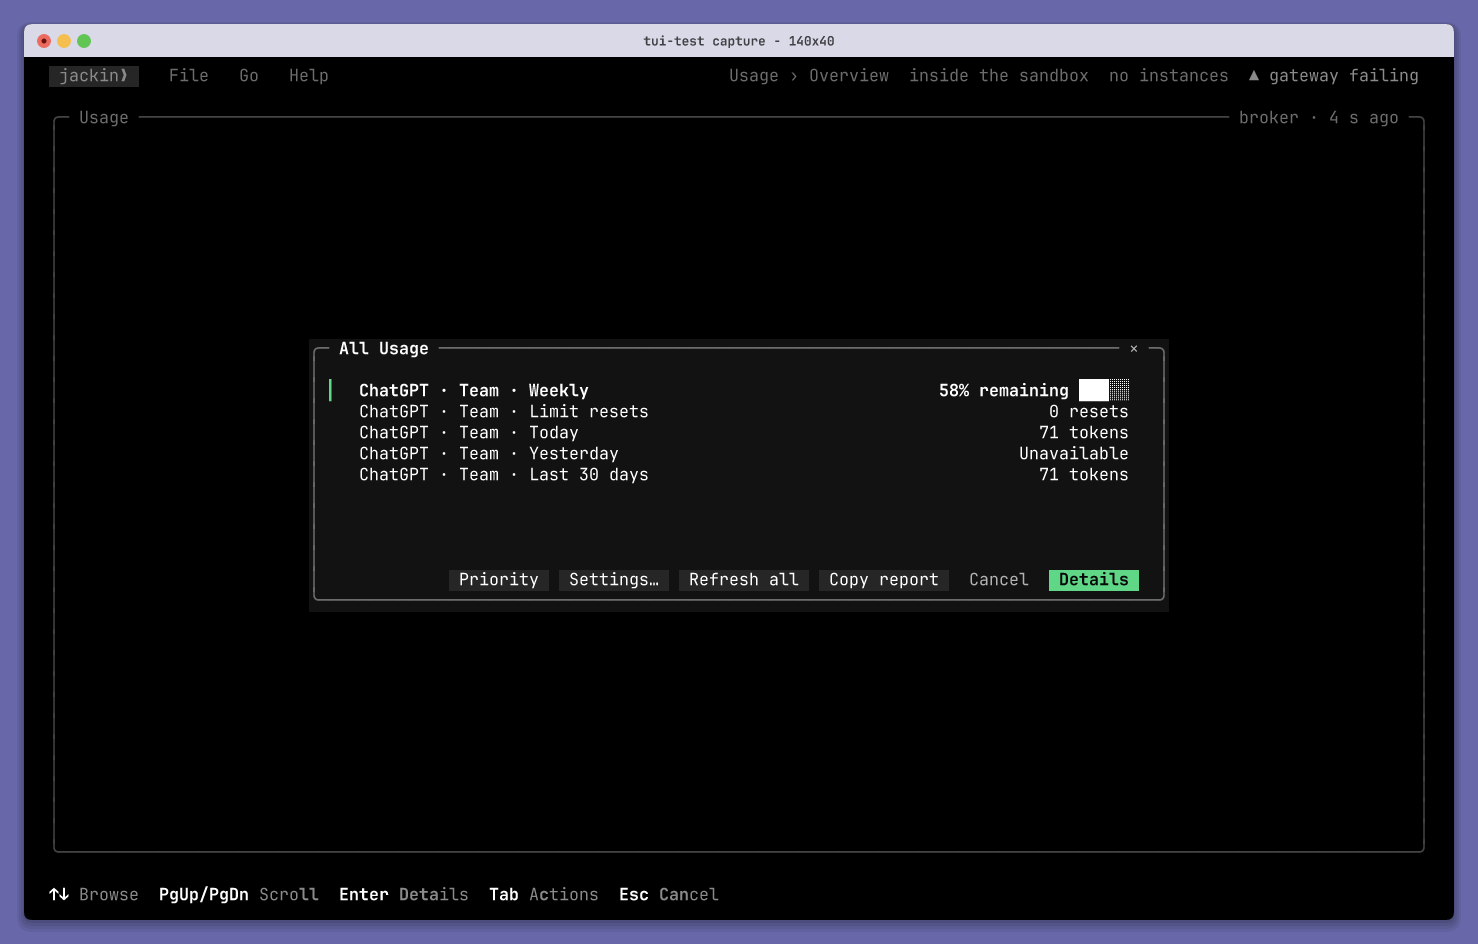 tui-test capture - 140x40
jackin⟩ File Go Help Usage › Overview inside the sandbox no instances ▲ gateway failing
Usage broker · 4 s ago
All Usage ×
ChatGPT · Team · Weekly 58% remaining
ChatGPT · Team · Limit resets 0 resets
ChatGPT · Team · Today 71 tokens
ChatGPT · Team · Yesterday Unavailable
ChatGPT · Team · Last 30 days 71 tokens
Priority Settings… Refresh all Copy report Cancel Details
↑↓ Browse PgUp/PgDn Scroll Enter Details Tab Actions Esc Cancel